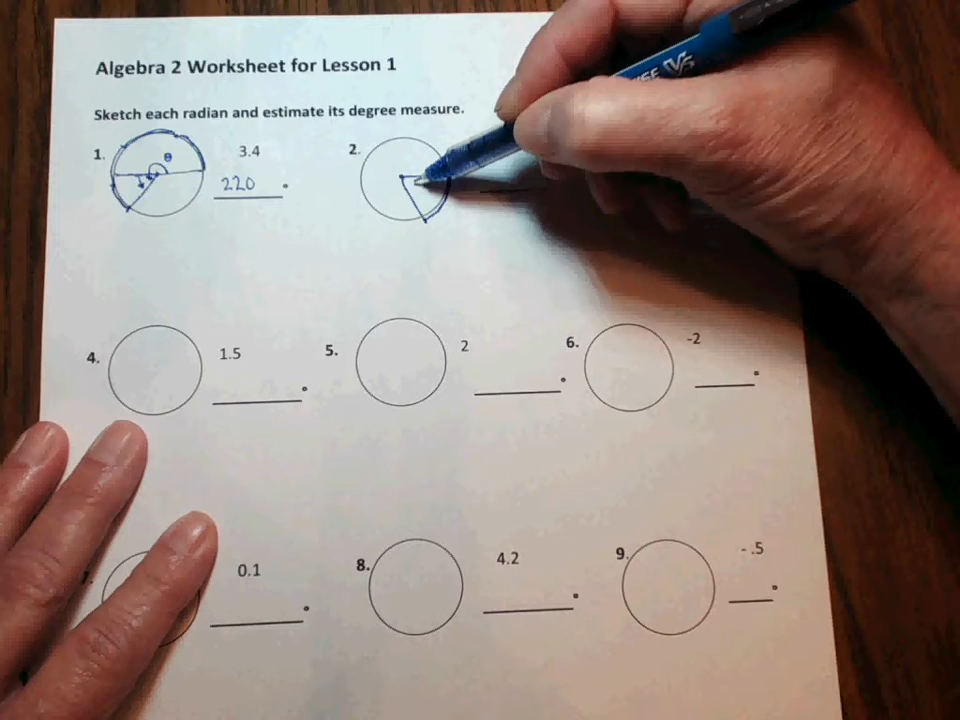 Algebra 2 Worksheet for Lesson 1
Sketch each radian and estimate its degree measure.
1. θ 3.4 2.
220 °
4. 1.5 5. 2 6. -2
° ° °
0.1 8. 4.2 9. - .5
° ° °
V5